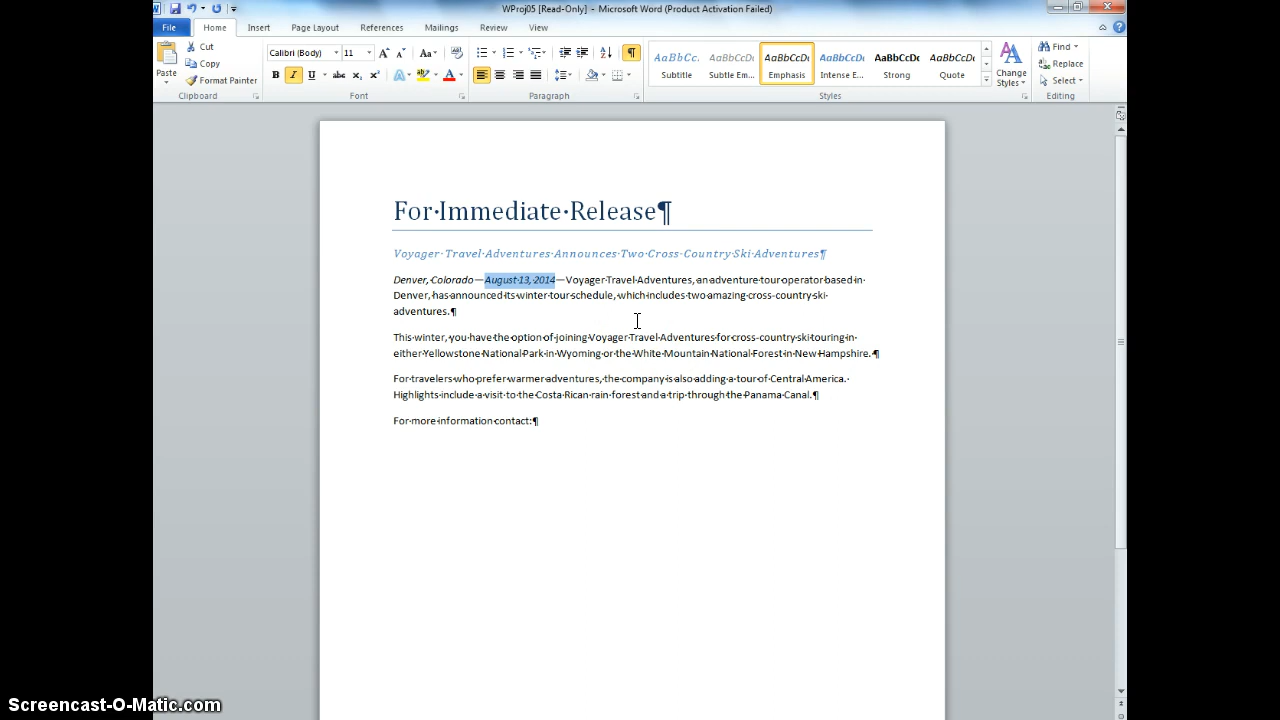 WProj05 [Read-Only] - Microsoft Word (Product Activation Failed)
File Home Insert Page Layout References Mailings Review View
Cut
Copy
Format Painter
Paste
Clipboard
Calibri (Body) 11
Font
Paragraph
AaBbCc. AaBbCcDc AaBbCcDc AaBbCcDc AaBbCcDc AaBbCcDc
Subtitle Subtle Em... Emphasis Intense E... Strong Quote
Styles
Change
Styles
Find
Replace
Select
Editing
For·Immediate·Release¶
Voyager·Travel·Adventures·Announces·Two·Cross-Country·Ski·Adventures¶
Denver,·Colorado—August·13,·2014—Voyager·Travel·Adventures,·an·adventure·tour·operator·based·in·
Denver,·has·announced·its·winter·tour·schedule,·which·includes·two·amazing·cross-country·ski·
adventures.¶
This·winter,·you·have·the·option·of·joining·Voyager·Travel·Adventures·for·cross-country·ski·touring·in·
either·Yellowstone·National·Park·in·Wyoming·or·the·White·Mountain·National·Forest·in·New·Hampshire.·¶
For·travelers·who·prefer·warmer·adventures,·the·company·is·also·adding·a·tour·of·Central·America.·
Highlights·include·a·visit·to·the·Costa·Rican·rain·forest·and·a·trip·through·the·Panama·Canal.¶
For·more·information·contact:¶
Screencast-O-Matic.com